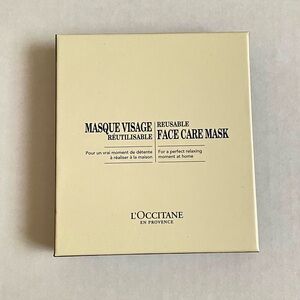 MASQUE VISAGE
RÉUTILISABLE
Pour un vrai moment de détente
à réaliser à la maison
REUSABLE
FACE CARE MASK
For a perfect relaxing
moment at home
L'OCCITANE
EN PROVENCE